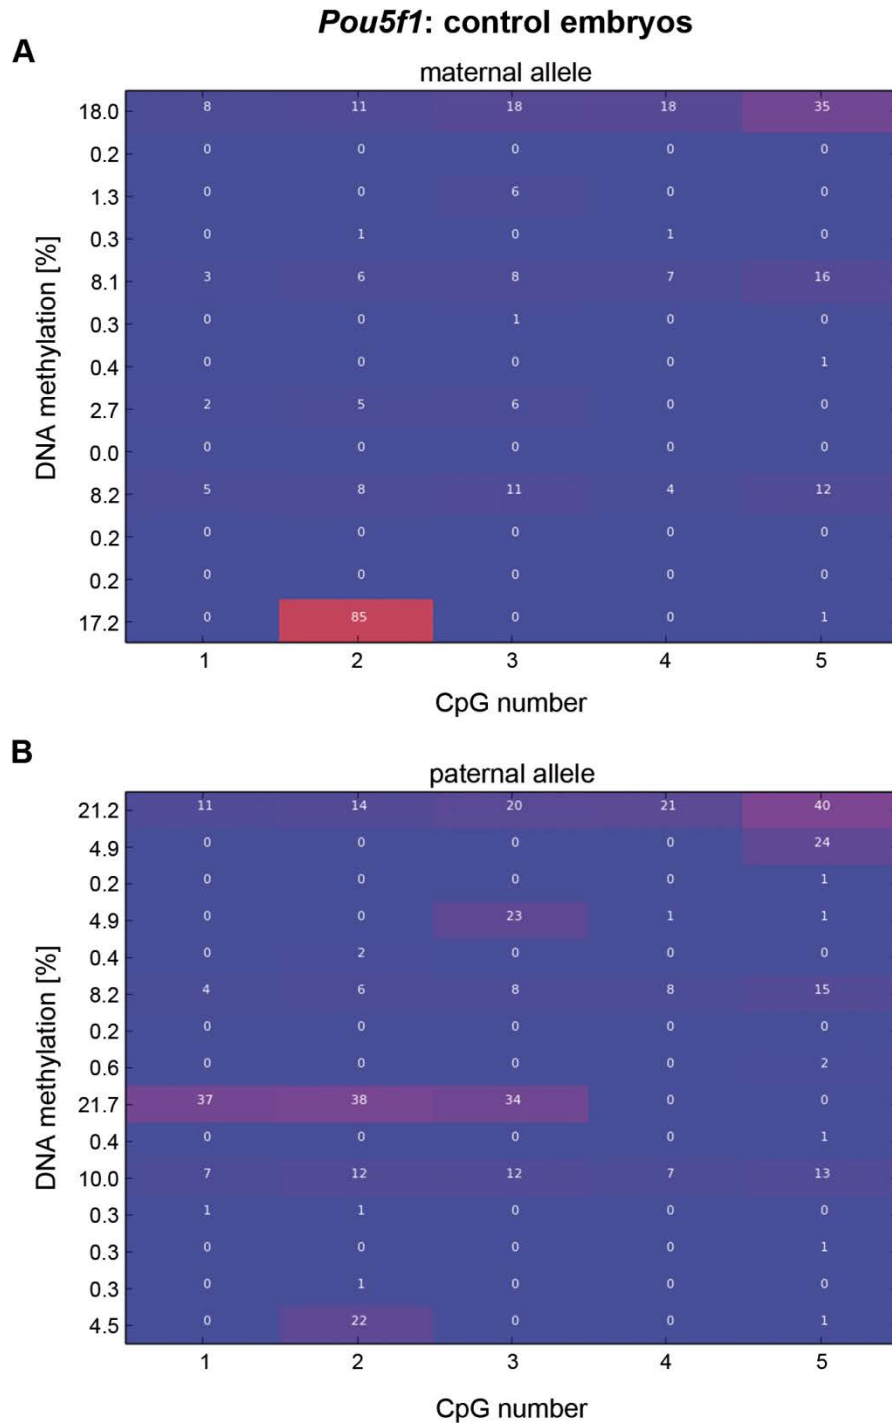 Pou5f1: control embryos
A
maternal allele
DNA methylation [%]
18.0 8 11 18 18 35
0.2 0 0 0 0 0
1.3 0 0 6 0 0
0.3 0 1 0 1 0
8.1 3 6 8 7 16
0.3 0 0 1 0 0
0.4 0 0 0 0 1
2.7 2 5 6 0 0
0.0 0 0 0 0 0
8.2 5 8 11 4 12
0.2 0 0 0 0 0
0.2 0 0 0 0 0
17.2 0 85 0 0 1
1 2 3 4 5
CpG number
B
paternal allele
DNA methylation [%]
21.2 11 14 20 21 40
4.9 0 0 0 0 24
0.2 0 0 0 0 1
4.9 0 0 23 1 1
0.4 0 2 0 0 0
8.2 4 6 8 8 15
0.2 0 0 0 0 0
0.6 0 0 0 0 2
21.7 37 38 34 0 0
0.4 0 0 0 0 1
10.0 7 12 12 7 13
0.3 1 1 0 0 0
0.3 0 0 0 0 1
0.3 0 1 0 0 0
4.5 0 22 0 0 1
1 2 3 4 5
CpG number